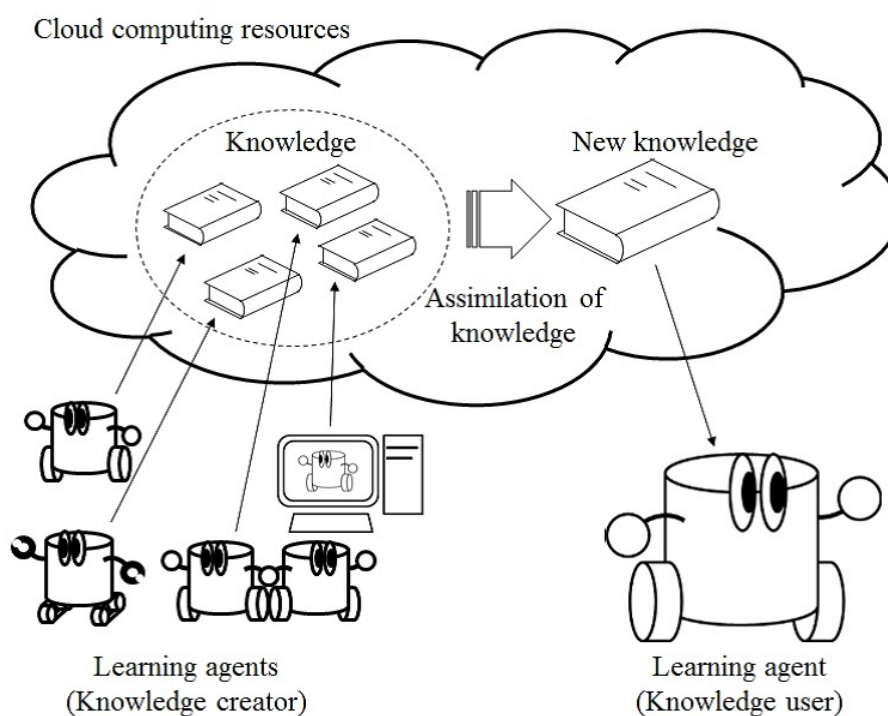 Cloud computing resources
Knowledge
New knowledge
Assimilation of
knowledge
Learning agents
(Knowledge creator)
Learning agent
(Knowledge user)